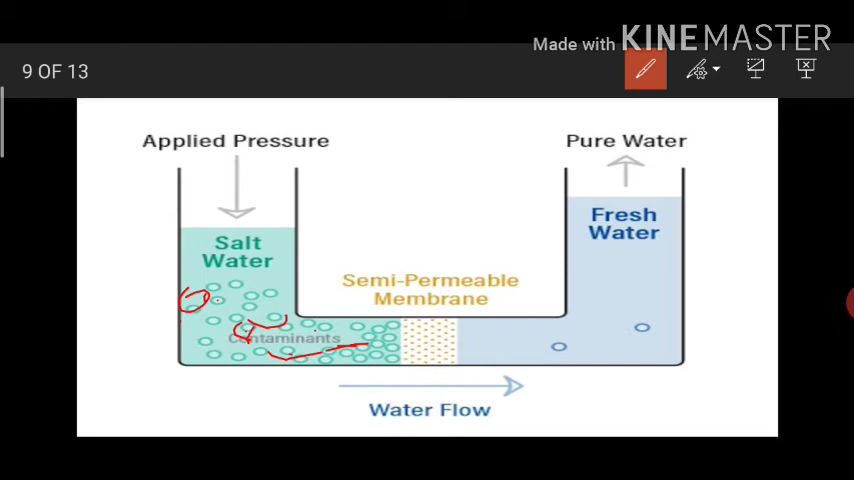 Made with KINEMASTER
9 OF 13
Applied Pressure
Pure Water
Salt
Water
Fresh
Water
Semi-Permeable
Membrane
Contaminants
Water Flow